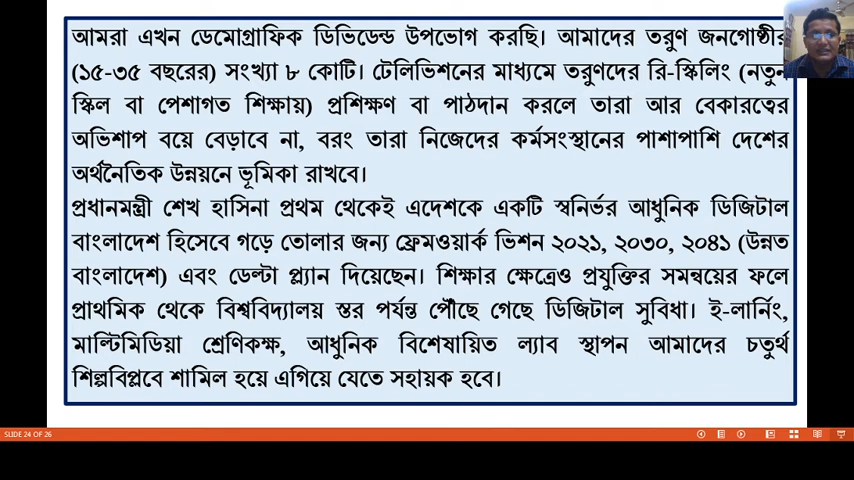 আমরা এখন ডেমোগ্রাফিক ডিভিডেন্ড উপভোগ করছি। আমাদের তরুণ জনগোষ্ঠীর
(১৫-৩৫ বছরের) সংখ্যা ৮ কোটি। টেলিভিশনের মাধ্যমে তরুণদের রি-স্কিলিং (নতুন
স্কিল বা পেশাগত শিক্ষায়) প্রশিক্ষণ বা পাঠদান করলে তারা আর বেকারত্বের
অভিশাপ বয়ে বেড়াবে না, বরং তারা নিজেদের কর্মসংস্থানের পাশাপাশি দেশের
অর্থনৈতিক উন্নয়নে ভূমিকা রাখবে।
প্রধানমন্ত্রী শেখ হাসিনা প্রথম থেকেই এদেশকে একটি স্বনির্ভর আধুনিক ডিজিটাল
বাংলাদেশ হিসেবে গড়ে তোলার জন্য ফ্রেমওয়ার্ক ভিশন ২০২১, ২০৩০, ২০৪১ (উন্নত
বাংলাদেশ) এবং ডেল্টা প্ল্যান দিয়েছেন। শিক্ষার ক্ষেত্রেও প্রযুক্তির সমন্বয়ের ফলে
প্রাথমিক থেকে বিশ্ববিদ্যালয় স্তর পর্যন্ত পৌঁছে গেছে ডিজিটাল সুবিধা। ই-লার্নিং,
মাল্টিমিডিয়া শ্রেণিকক্ষ, আধুনিক বিশেষায়িত ল্যাব স্থাপন আমাদের চতুর্থ
শিল্পবিপ্লবে শামিল হয়ে এগিয়ে যেতে সহায়ক হবে।
SLIDE 24 OF 26